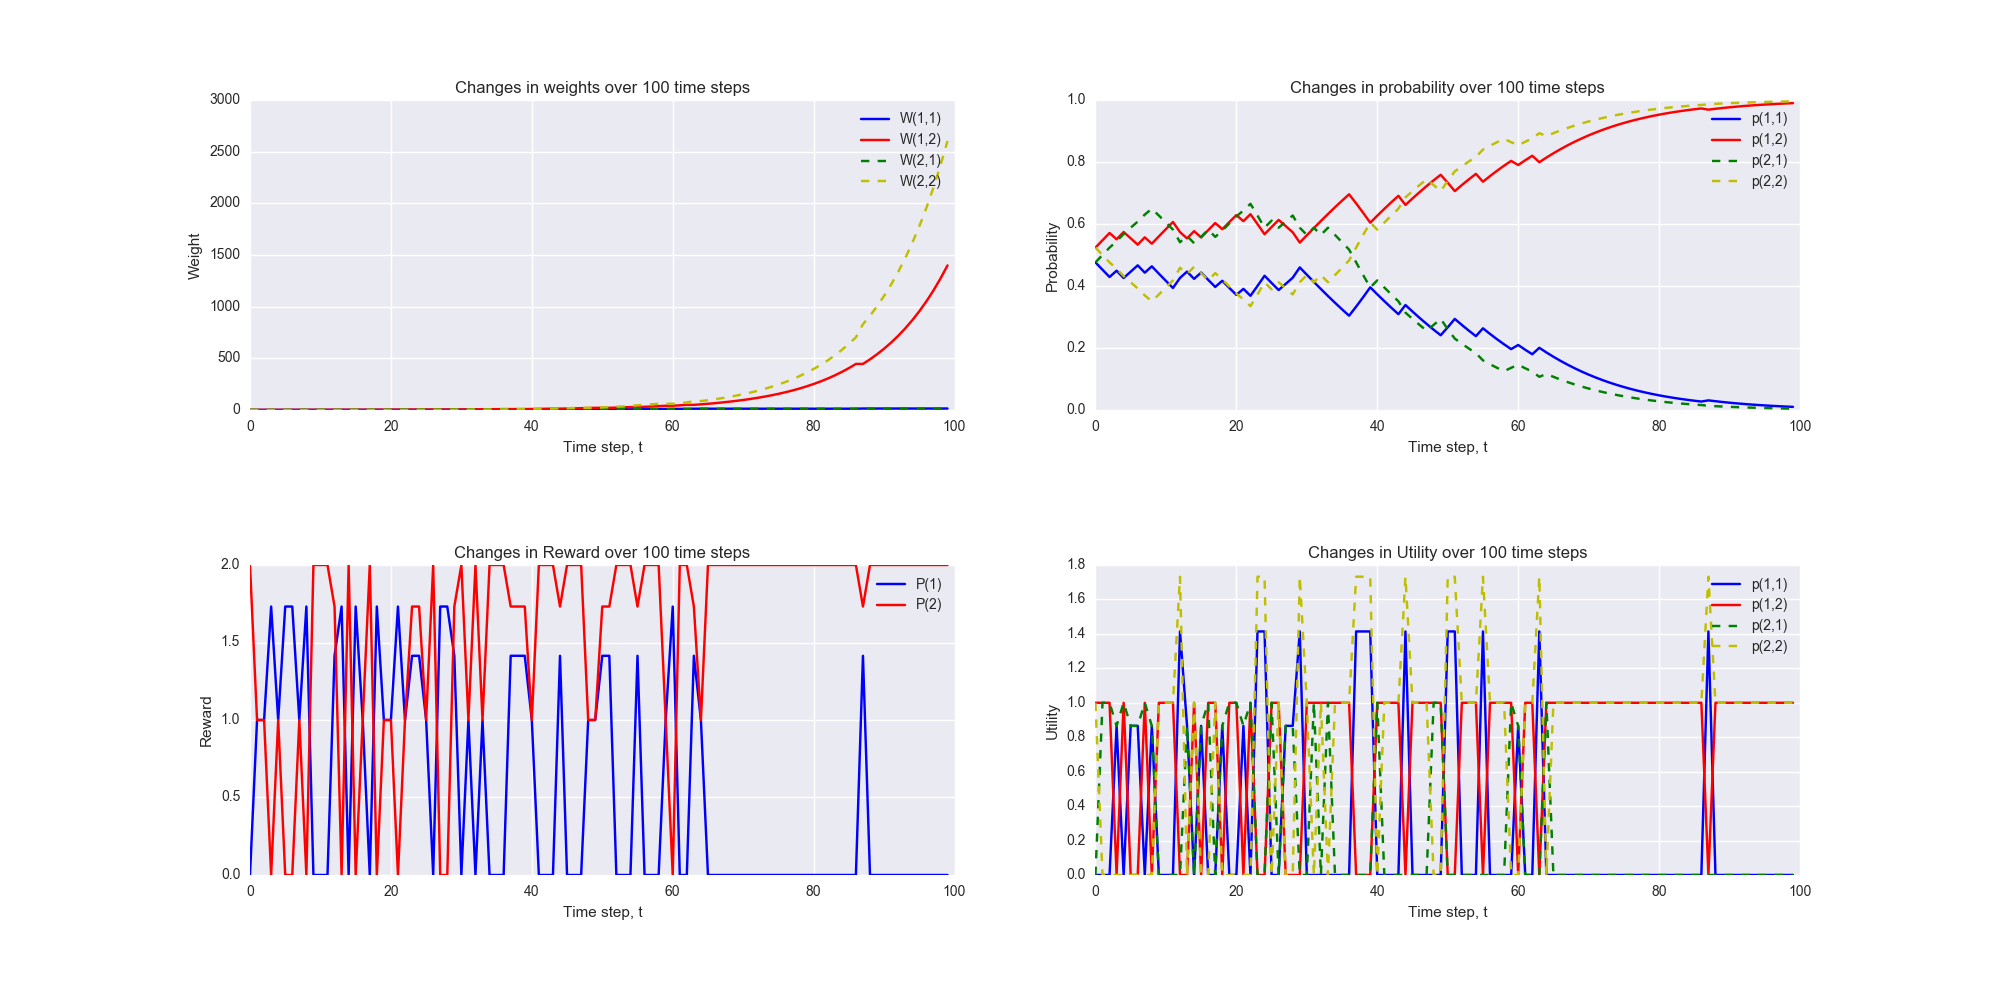 Changes in weights over 100 time steps
3000
2500
2000
1500
1000
500
0
Weight
W(1,1)
W(1,2)
W(2,1)
W(2,2)
0 20 40 60 80 100
Time step, t
Changes in probability over 100 time steps
1.0
0.8
0.6
0.4
0.2
0.0
Probability
p(1,1)
p(1,2)
p(2,1)
p(2,2)
0 20 40 60 80 100
Time step, t
Changes in Reward over 100 time steps
2.0
1.5
1.0
0.5
0.0
Reward
P(1)
P(2)
0 20 40 60 80 100
Time step, t
Changes in Utility over 100 time steps
1.8
1.6
1.4
1.2
1.0
0.8
0.6
0.4
0.2
0.0
Utility
p(1,1)
p(1,2)
p(2,1)
p(2,2)
0 20 40 60 80 100
Time step, t